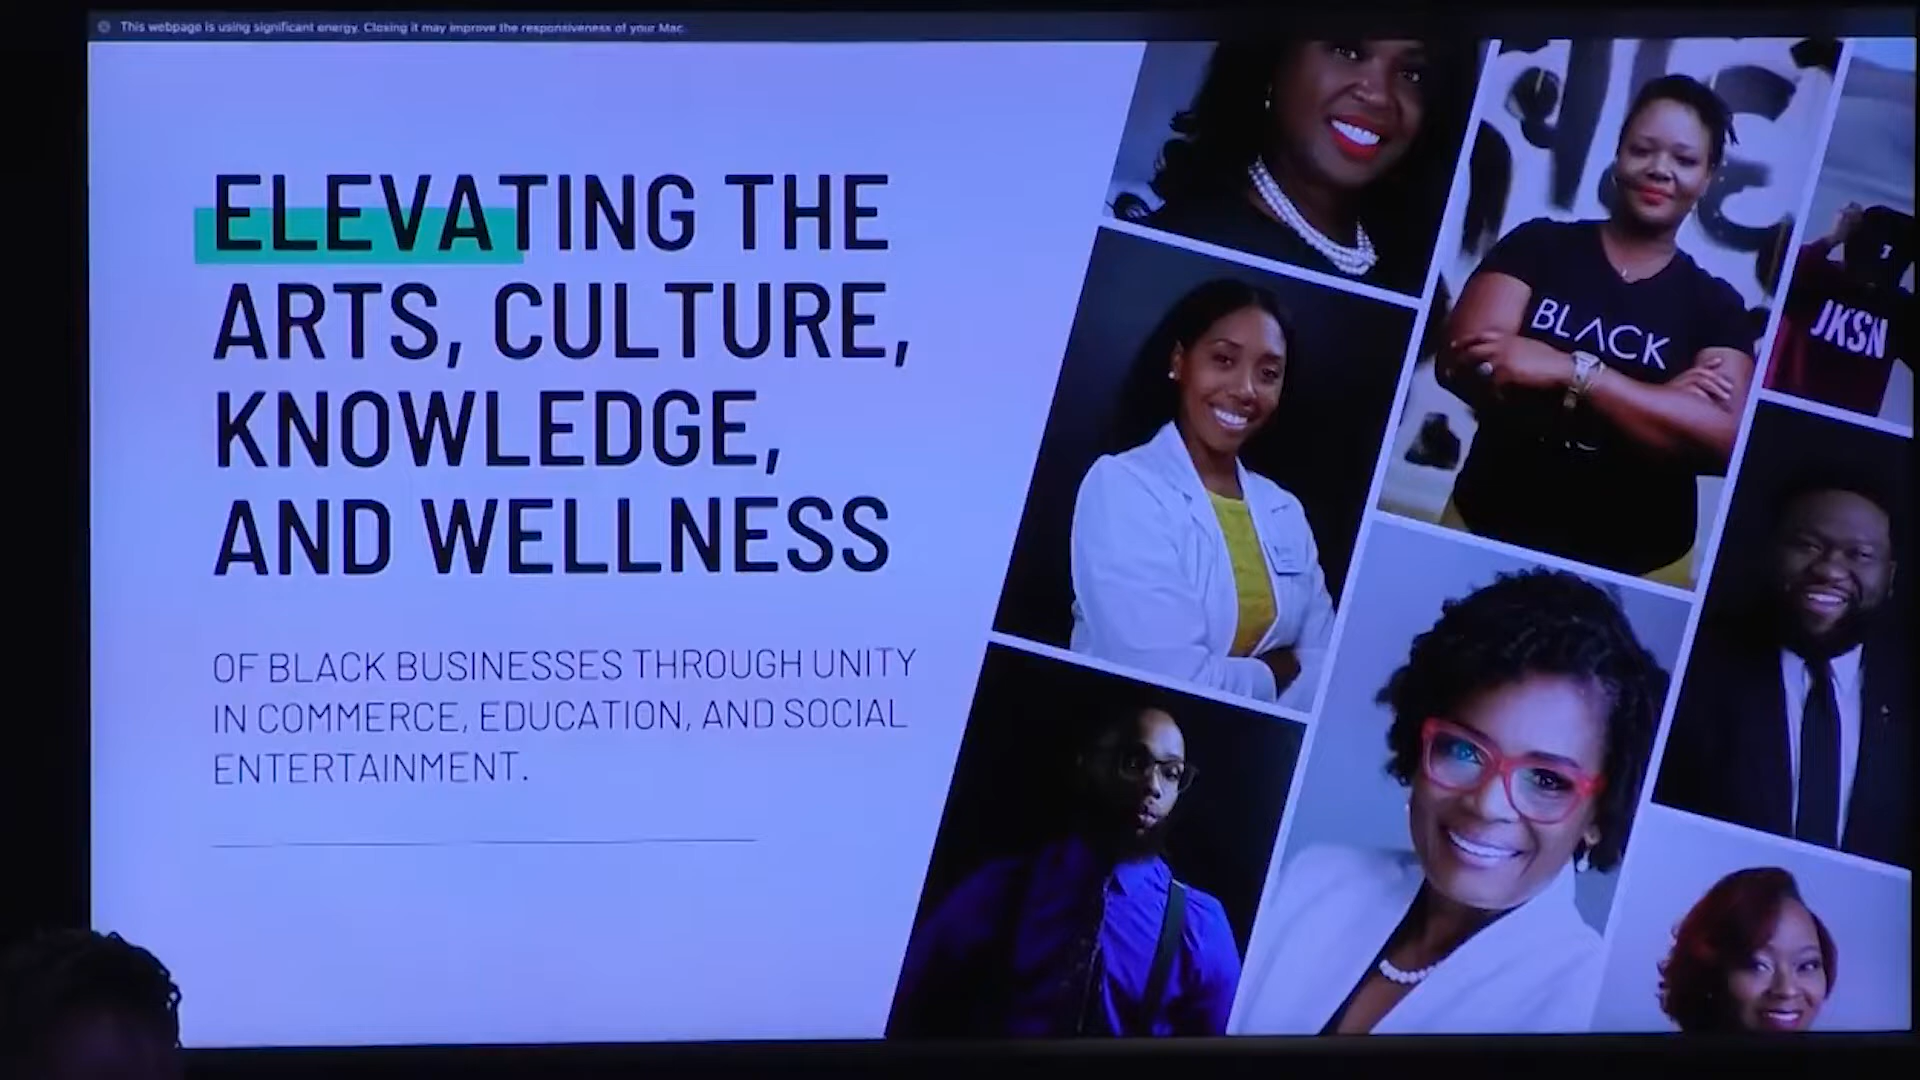 This webpage is using significant energy. Closing it may improve the responsiveness of your Mac.
ELEVATING THE
ARTS, CULTURE,
KNOWLEDGE,
AND WELLNESS
OF BLACK BUSINESSES THROUGH UNITY
IN COMMERCE, EDUCATION, AND SOCIAL
ENTERTAINMENT.
BLACK
JKSN